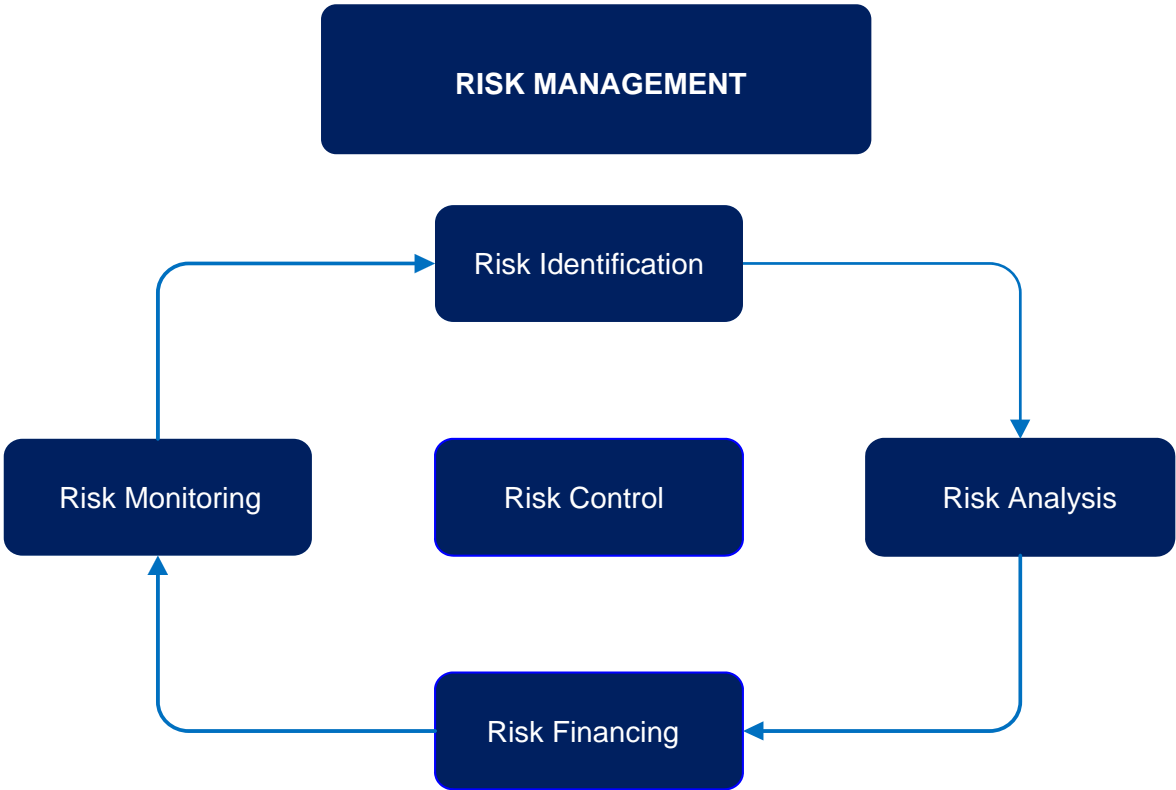 RISK MANAGEMENT
Risk Identification
Risk Monitoring
Risk Control
Risk Analysis
Risk Financing